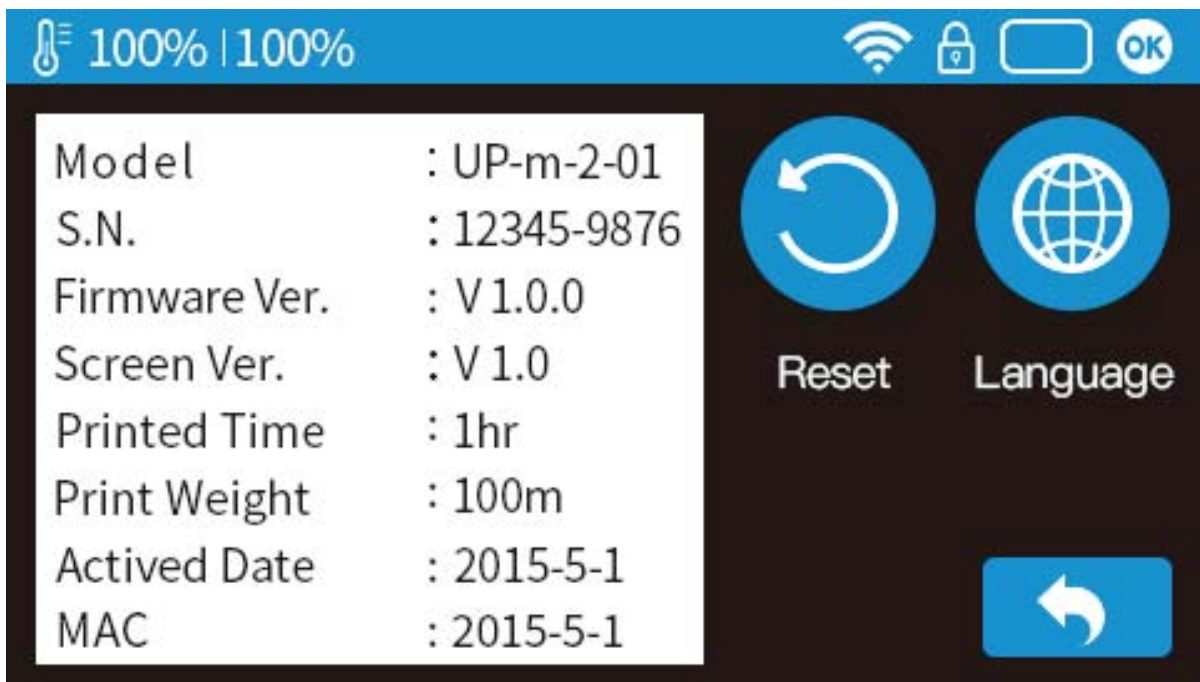 100% | 100%
OK
Model : UP-m-2-01
S.N. : 12345-9876
Firmware Ver. : V 1.0.0
Screen Ver. : V 1.0
Printed Time : 1hr
Print Weight : 100m
Actived Date : 2015-5-1
MAC : 2015-5-1
Reset
Language